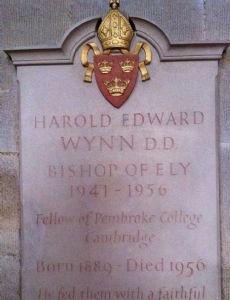 HAROLD EDWARD
WYNN D.D.
BISHOP OF ELY
1941 - 1956
Fellow of Pembroke College
Cambridge
Born 1889 - Died 1956
He fed them with a faithful